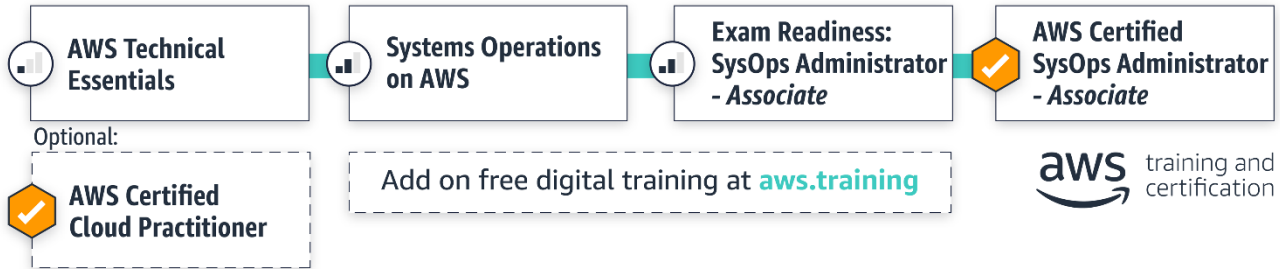 AWS Technical
Essentials
Systems Operations
on AWS
Exam Readiness:
SysOps Administrator
- Associate
AWS Certified
SysOps Administrator
- Associate
Optional:
AWS Certified
Cloud Practitioner
Add on free digital training at aws.training
aws
training and
certification